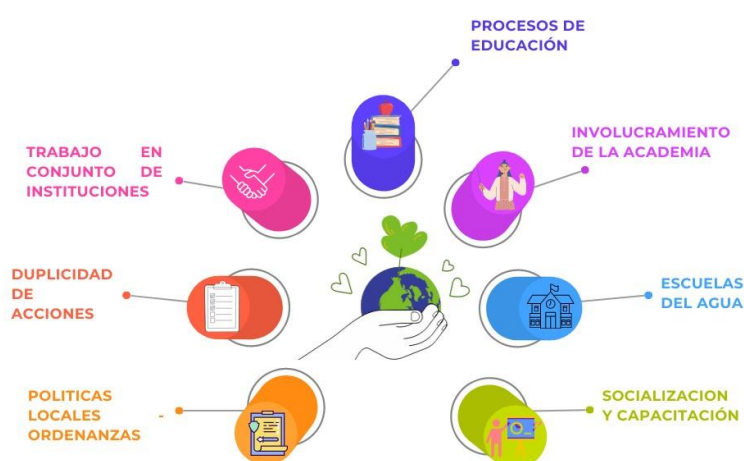 PROCESOS DE
EDUCACIÓN
INVOLUCRAMIENTO
DE LA ACADEMIA
TRABAJO EN
CONJUNTO DE
INSTITUCIONES
DUPLICIDAD
DE
ACCIONES
ESCUELAS
DEL AGUA
POLITICAS
LOCALES -
ORDENANZAS
SOCIALIZACION
Y CAPACITACIÓN